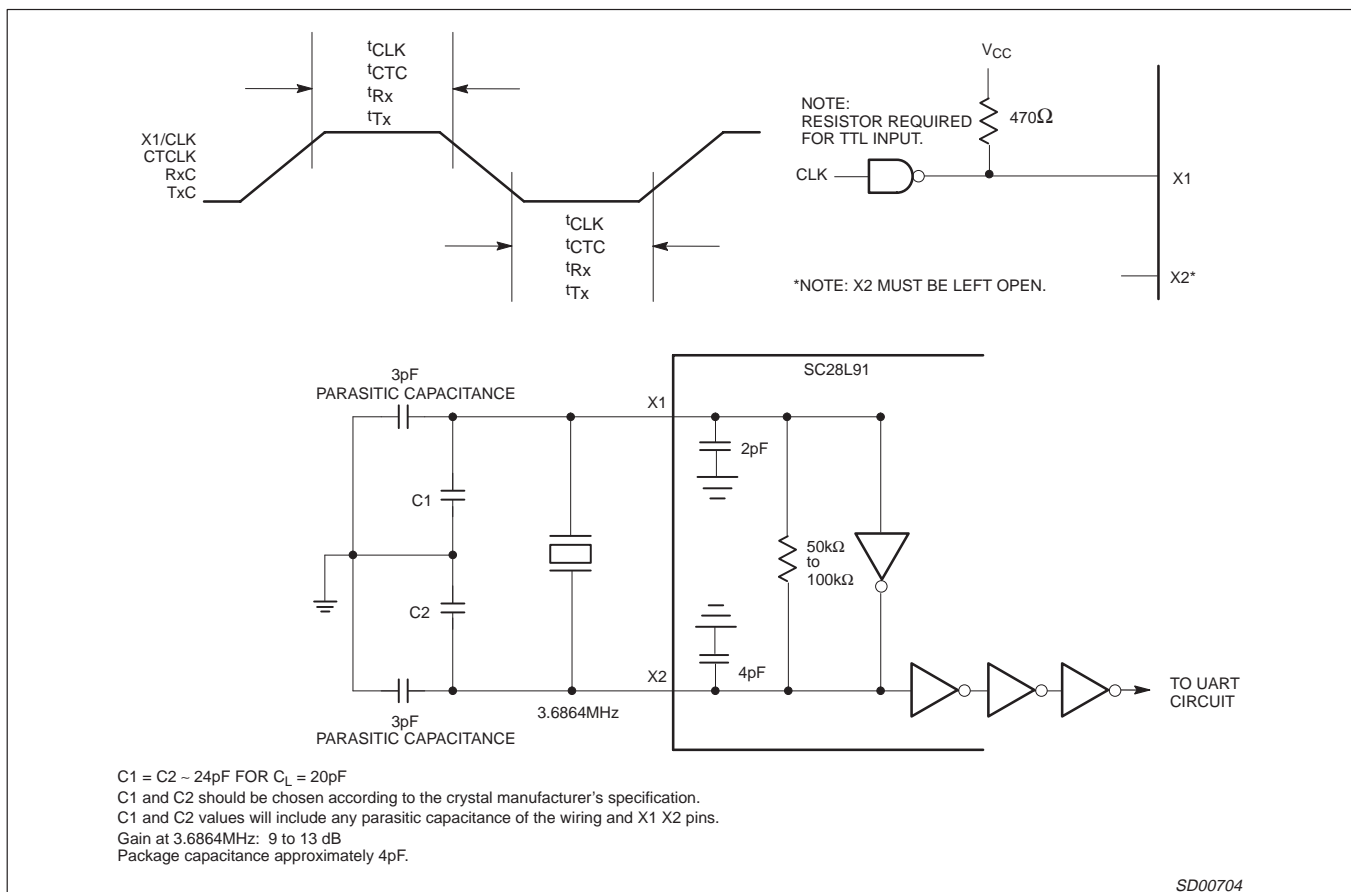 tCLK
tCTC
tRx
tTx
X1/CLK
CTCLK
RxC
TxC
tCLK
tCTC
tRx
tTx
VCC
NOTE:
RESISTOR REQUIRED
FOR TTL INPUT.
470Ω
CLK
X1
*NOTE: X2 MUST BE LEFT OPEN.
X2*
SC28L91
3pF
PARASITIC CAPACITANCE
X1
2pF
C1
50kΩ
to
100kΩ
C2
4pF
X2
3pF
PARASITIC CAPACITANCE
3.6864MHz
TO UART
CIRCUIT
C1 = C2 ~ 24pF FOR CL = 20pF
C1 and C2 should be chosen according to the crystal manufacturer's specification.
C1 and C2 values will include any parasitic capacitance of the wiring and X1 X2 pins.
Gain at 3.6864MHz: 9 to 13 dB
Package capacitance approximately 4pF.
SD00704